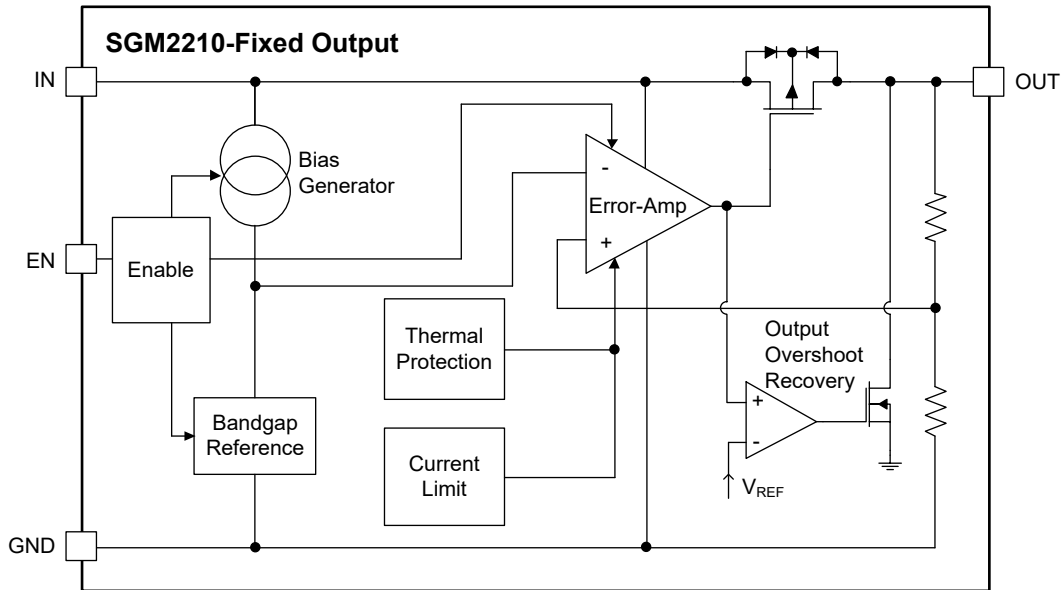 SGM2210-Fixed Output
IN
OUT
Bias
Generator
-
Error-Amp
+
EN
Enable
Thermal
Protection
Output
Overshoot
Recovery
Bandgap
Reference
+
-
Current
Limit
VREF
GND